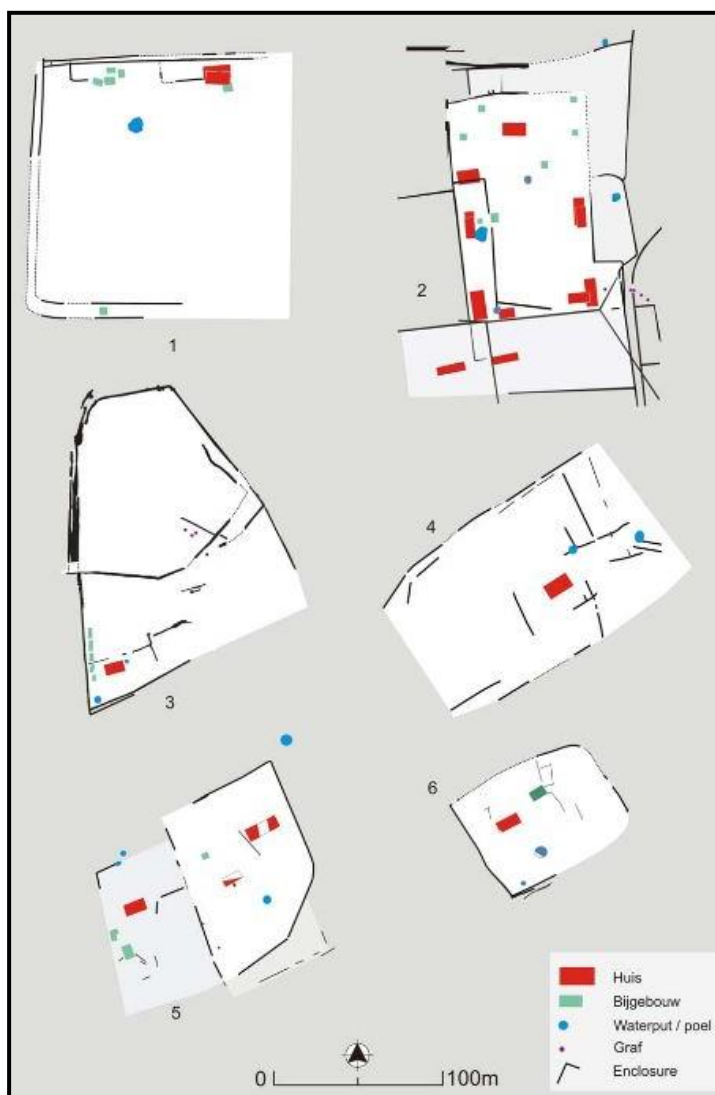 1
2
3
4
5
6
Huis
Bijgebouw
Waterput / poel
Graf
Enclosure
0 100m